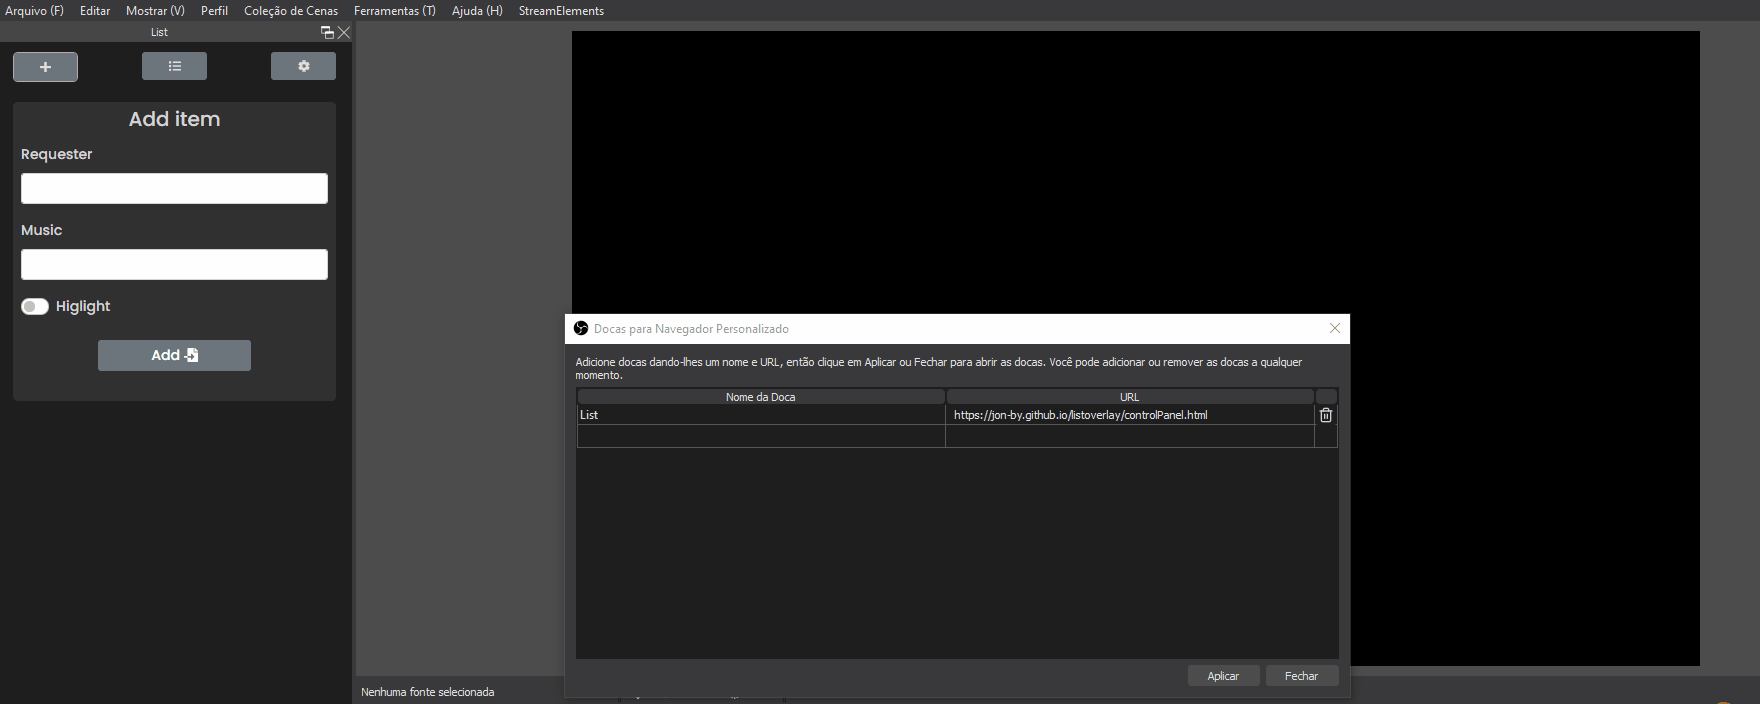 Arquivo (F) Editar Mostrar (V) Perfil Coleção de Cenas Ferramentas (T) Ajuda (H) StreamElements
List
Add item
Requester
Music
Higlight
Add
Docas para Navegador Personalizado
Adicione docas dando-lhes um nome e URL, então clique em Aplicar ou Fechar para abrir as docas. Você pode adicionar ou remover as docas a qualquer
momento.
Nome da Doca URL
List https://jon-by.github.io/listoverlay/controlPanel.html
Aplicar Fechar
Nenhuma fonte selecionada